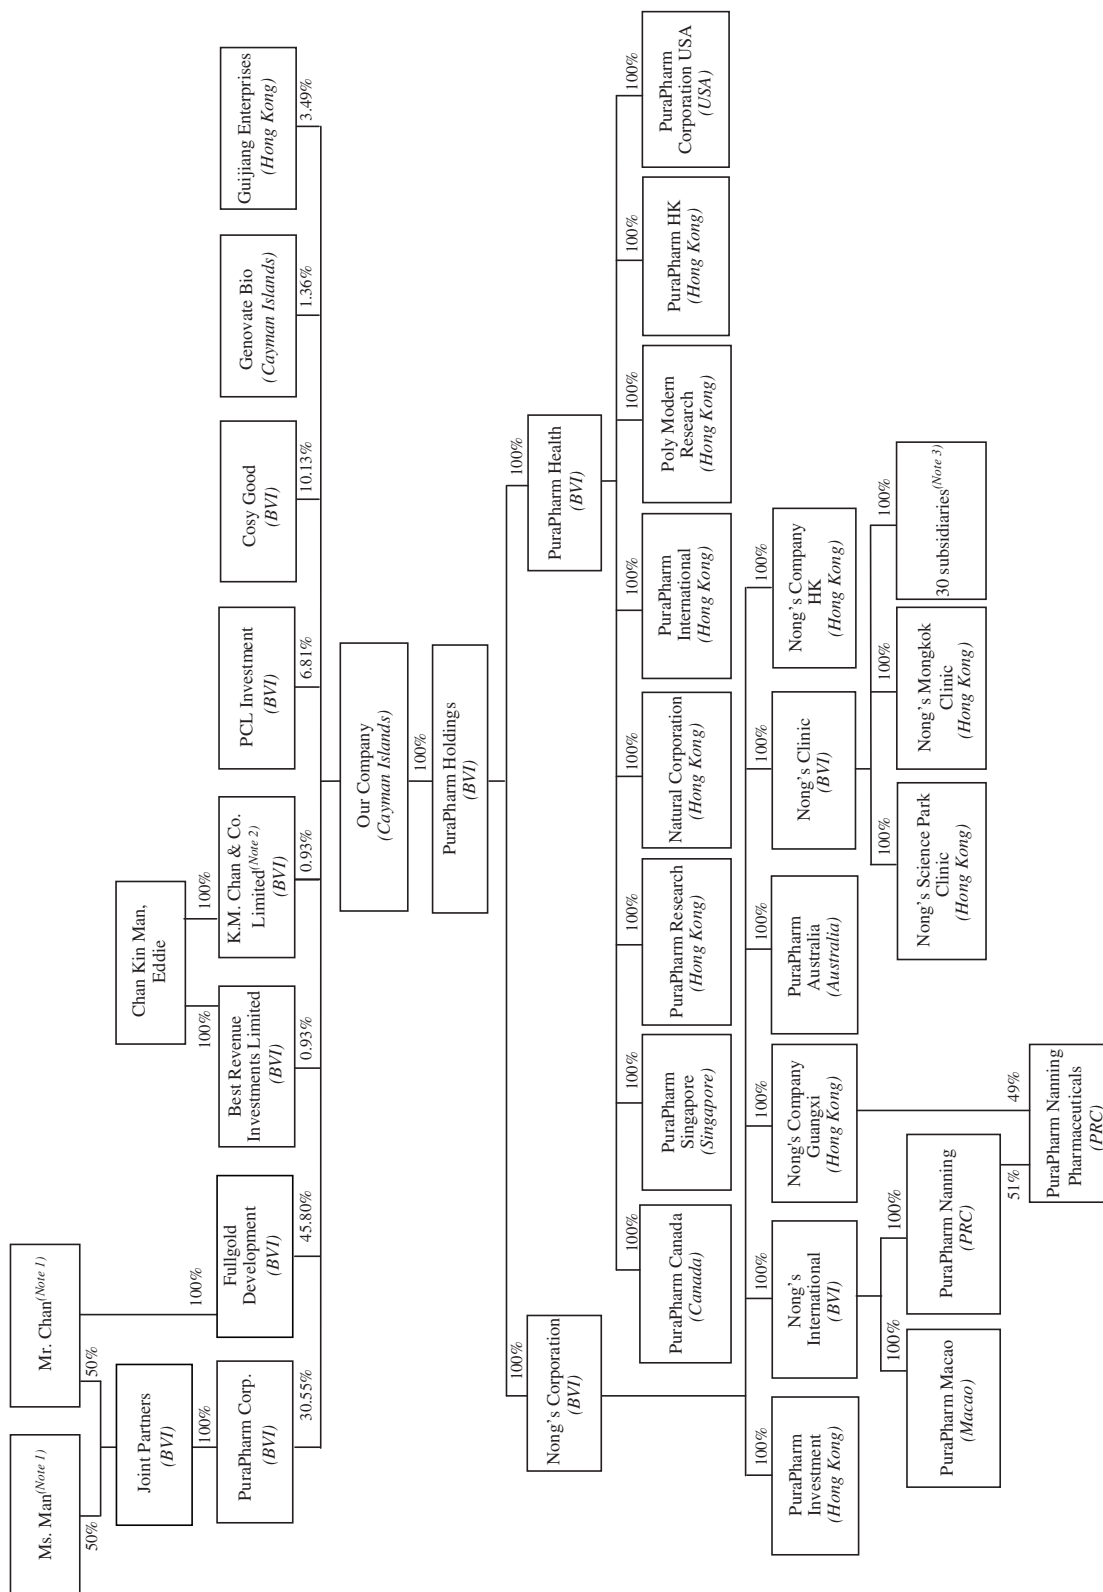 Ms. Man(Note 1)
Mr. Chan(Note 1)
50%
50%
Joint Partners
(BVI)
100%
100%
Chan Kin Man,
Eddie
100%
100%
PuraPharm Corp.
(BVI)
Fullgold
Development
(BVI)
Best Revenue
Investments Limited
(BVI)
K.M. Chan & Co.
Limited(Note 2)
(BVI)
PCL Investment
(BVI)
Cosy Good
(BVI)
Genovate Bio
(Cayman Islands)
Guijiang Enterprises
(Hong Kong)
30.55%
45.80%
0.93%
0.93%
6.81%
10.13%
1.36%
3.49%
Our Company
(Cayman Islands)
100%
PuraPharm Holdings
(BVI)
100%
100%
Nong's Corporation
(BVI)
PuraPharm Health
(BVI)
100%
100%
100%
100%
100%
100%
100%
100%
PuraPharm Canada
(Canada)
PuraPharm
Singapore
(Singapore)
PuraPharm Research
(Hong Kong)
Natural Corporation
(Hong Kong)
PuraPharm
International
(Hong Kong)
Poly Modern
Research
(Hong Kong)
PuraPharm HK
(Hong Kong)
PuraPharm
Corporation USA
(USA)
100%
100%
100%
100%
100%
100%
PuraPharm
Investment
(Hong Kong)
Nong's
International
(BVI)
Nong's Company
Guangxi
(Hong Kong)
PuraPharm
Australia
(Australia)
Nong's Clinic
(BVI)
Nong's Company
HK
(Hong Kong)
100%
100%
100%
100%
100%
PuraPharm Macao
(Macao)
PuraPharm Nanning
(PRC)
Nong's Science Park
Clinic
(Hong Kong)
Nong's Mongkok
Clinic
(Hong Kong)
30 subsidiaries(Note 3)
51%
49%
PuraPharm Nanning
Pharmaceuticals
(PRC)